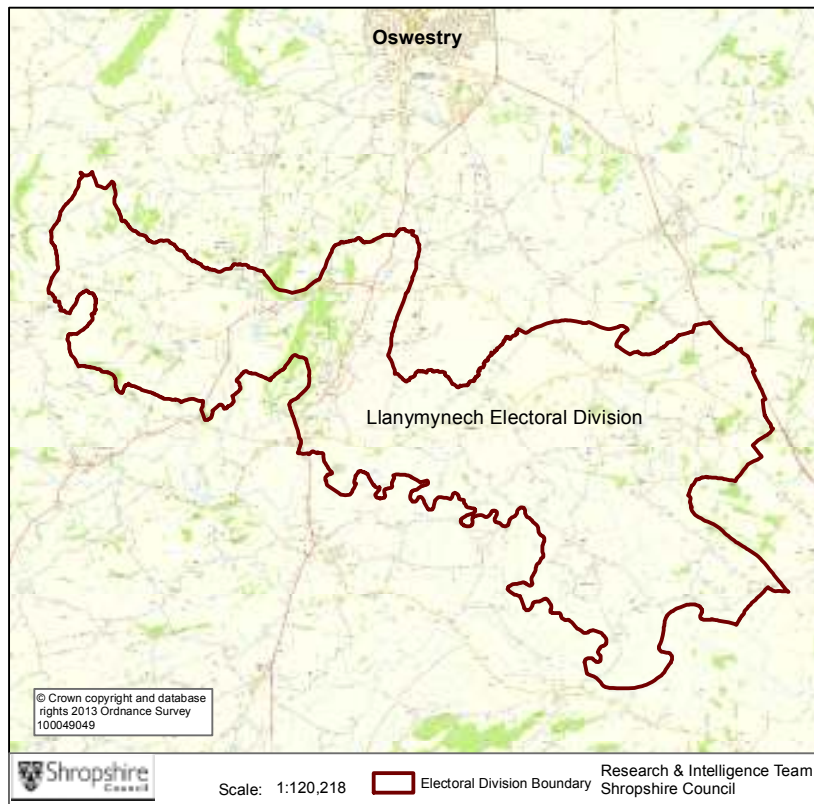 Oswestry
Llanymynech Electoral Division
© Crown copyright and database
rights 2013 Ordnance Survey
100049049
Shropshire
Council
Scale: 1:120,218
Electoral Division Boundary
Research & Intelligence Team
Shropshire Council